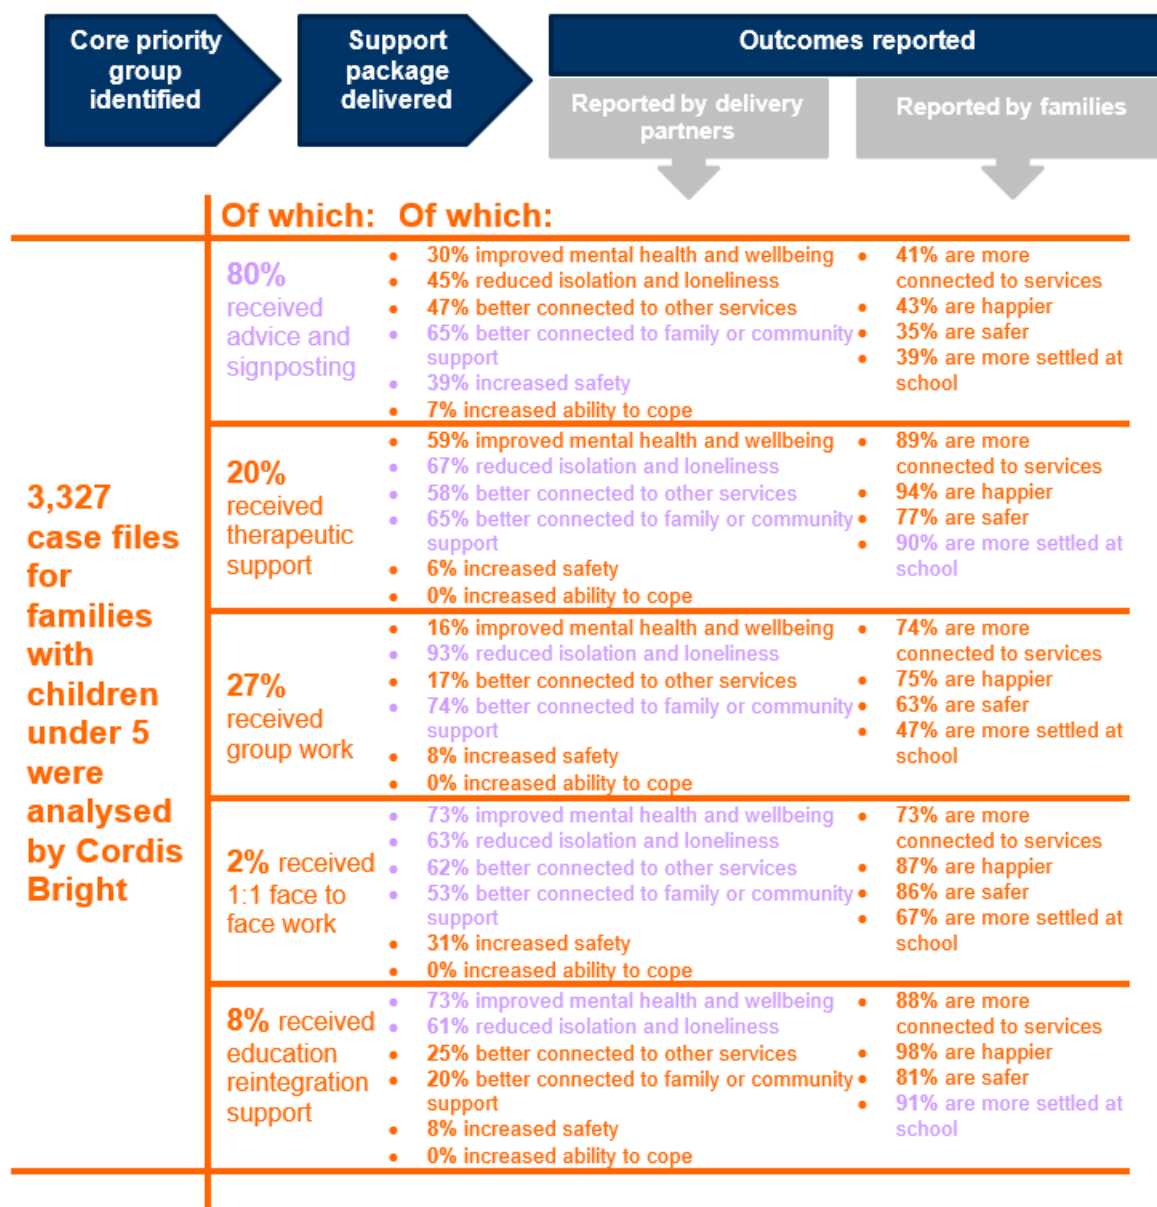 Core priority
group
identified
Support
package
delivered
Outcomes reported
Reported by delivery
partners
Reported by families
Of which:
Of which:
3,327
case files
for
families
with
children
under 5
were
analysed
by Cordis
Bright
80%
received
advice and
signposting
• 30% improved mental health and wellbeing
• 45% reduced isolation and loneliness
• 47% better connected to other services
• 65% better connected to family or community
support
• 39% increased safety
• 7% increased ability to cope
• 41% are more
connected to services
• 43% are happier
• 35% are safer
• 39% are more settled at
school
20%
received
therapeutic
support
• 59% improved mental health and wellbeing
• 67% reduced isolation and loneliness
• 58% better connected to other services
• 65% better connected to family or community
support
• 6% increased safety
• 0% increased ability to cope
• 89% are more
connected to services
• 94% are happier
• 77% are safer
• 90% are more settled at
school
27%
received
group work
• 16% improved mental health and wellbeing
• 93% reduced isolation and loneliness
• 17% better connected to other services
• 74% better connected to family or community
support
• 8% increased safety
• 0% increased ability to cope
• 74% are more
connected to services
• 75% are happier
• 63% are safer
• 47% are more settled at
school
2% received
1:1 face to
face work
• 73% improved mental health and wellbeing
• 63% reduced isolation and loneliness
• 62% better connected to other services
• 53% better connected to family or community
support
• 31% increased safety
• 0% increased ability to cope
• 73% are more
connected to services
• 87% are happier
• 86% are safer
• 67% are more settled at
school
8% received
education
reintegration
support
• 73% improved mental health and wellbeing
• 61% reduced isolation and loneliness
• 25% better connected to other services
• 20% better connected to family or community
support
• 8% increased safety
• 0% increased ability to cope
• 88% are more
connected to services
• 98% are happier
• 81% are safer
• 91% are more settled at
school